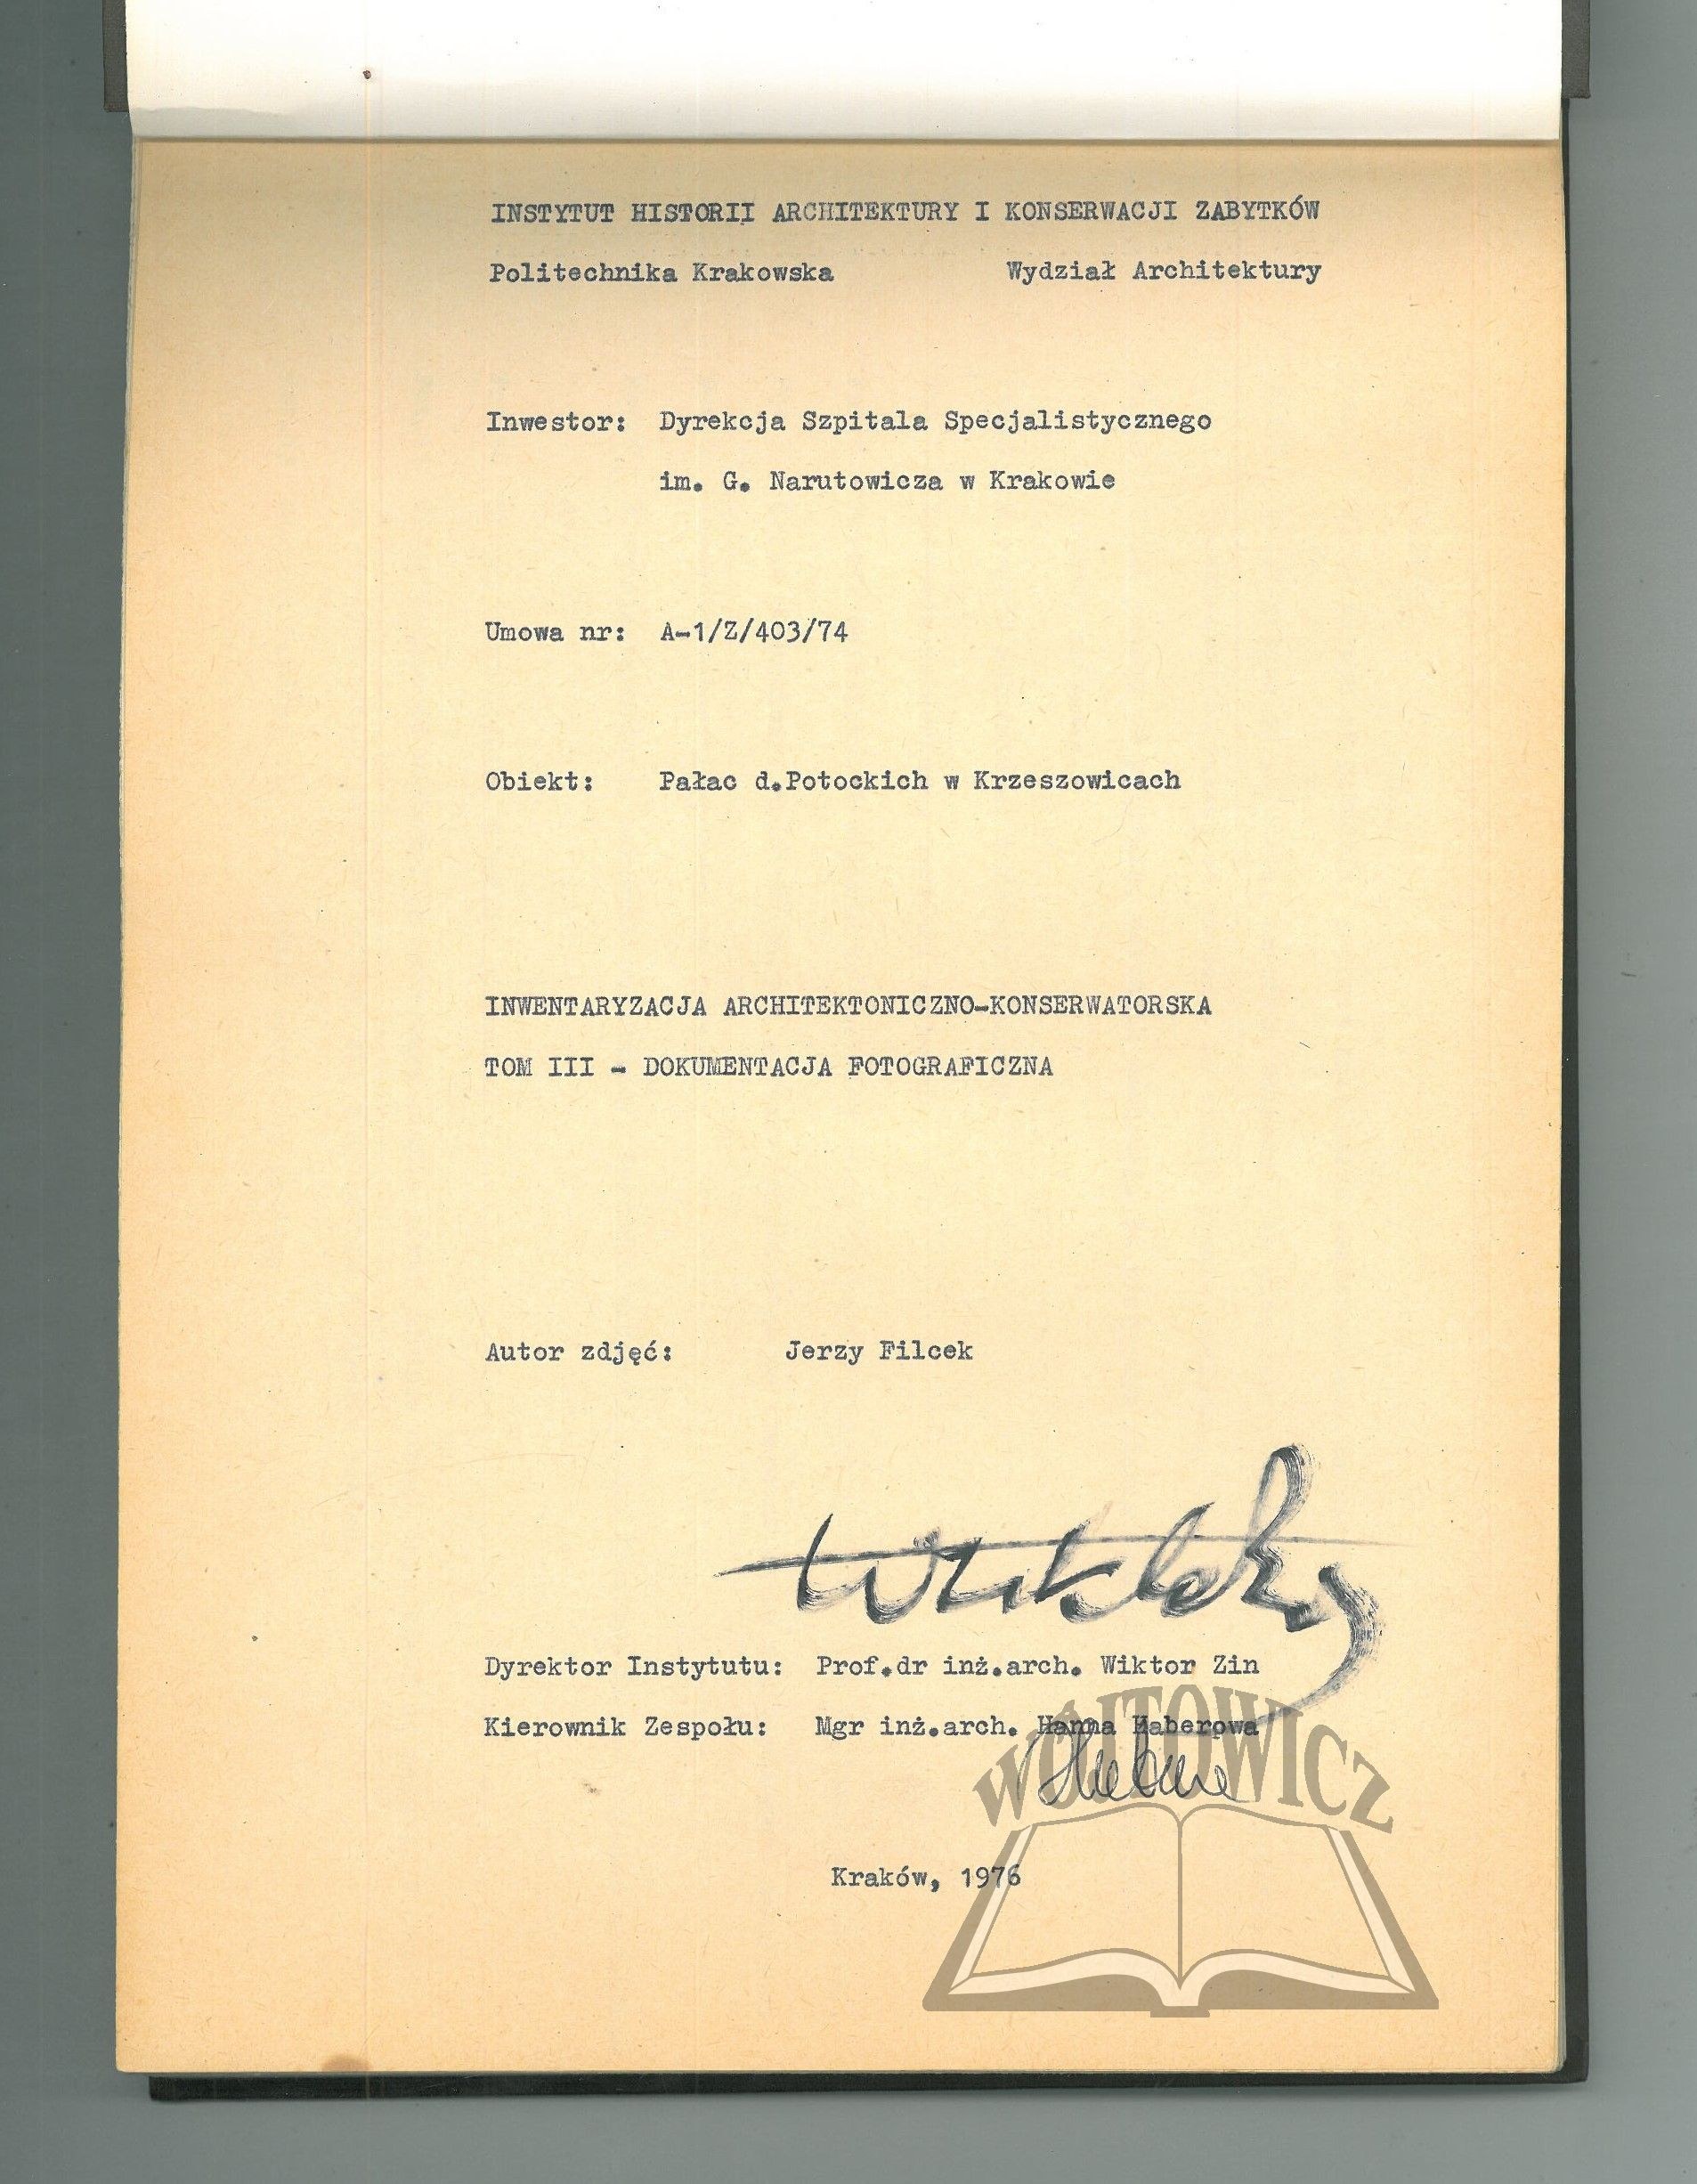 INSTYTUT HISTORII ARCHITEKTURY I KONSERWACJI ZABYTKÓW
Politechnika Krakowska Wydział Architektury
Inwestor: Dyrekcja Szpitala Specjalistycznego
im. G. Narutowicza w Krakowie
Umowa nr: A-1/Z/403/74
Obiekt: Pałac d.Potockich w Krzeszowicach
INWENTARYZACJA ARCHITEKTONICZNO-KONSERWATORSKA
TOM III - DOKUMENTACJA FOTOGRAFICZNA
Autor zdjęć: Jerzy Filcek
Dyrektor Instytutu: Prof.dr inż.arch. Wiktor Zin
Kierownik Zespołu: Mgr inż.arch. Hanna Haberowa
WÓJTOWICZ
Kraków, 1976